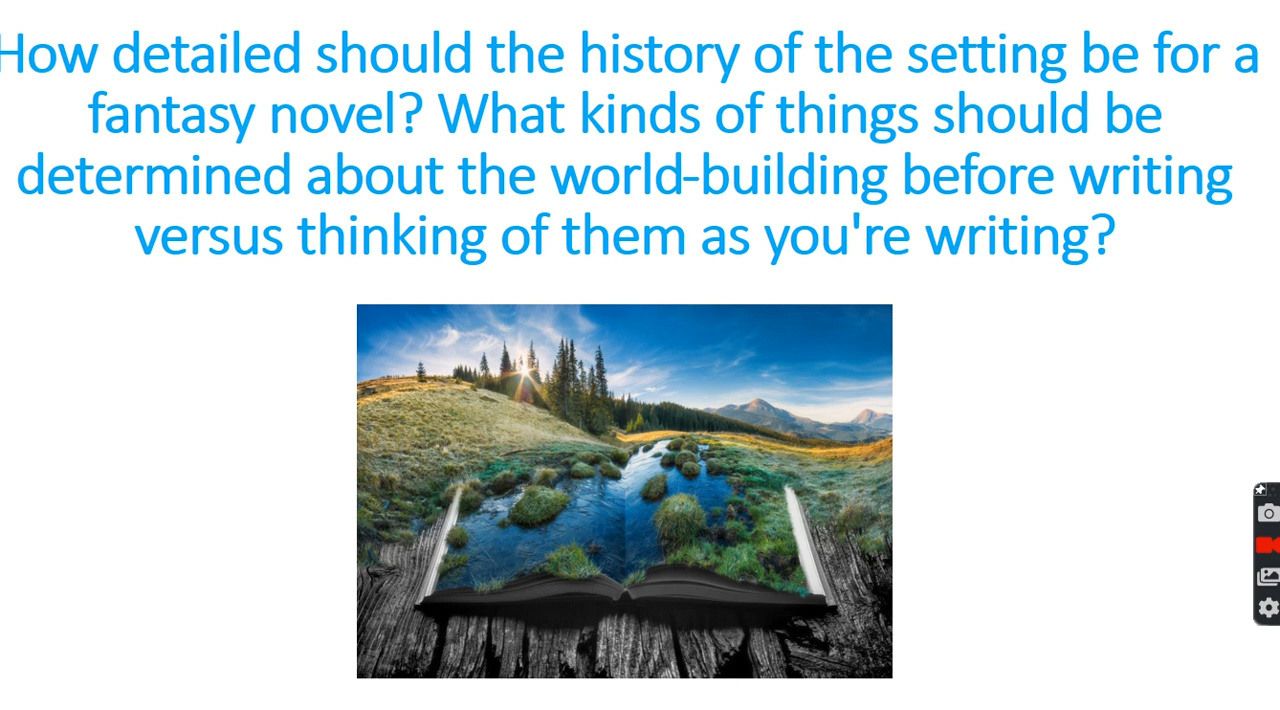 How detailed should the history of the setting be for a
fantasy novel? What kinds of things should be
determined about the world-building before writing
versus thinking of them as you're writing?